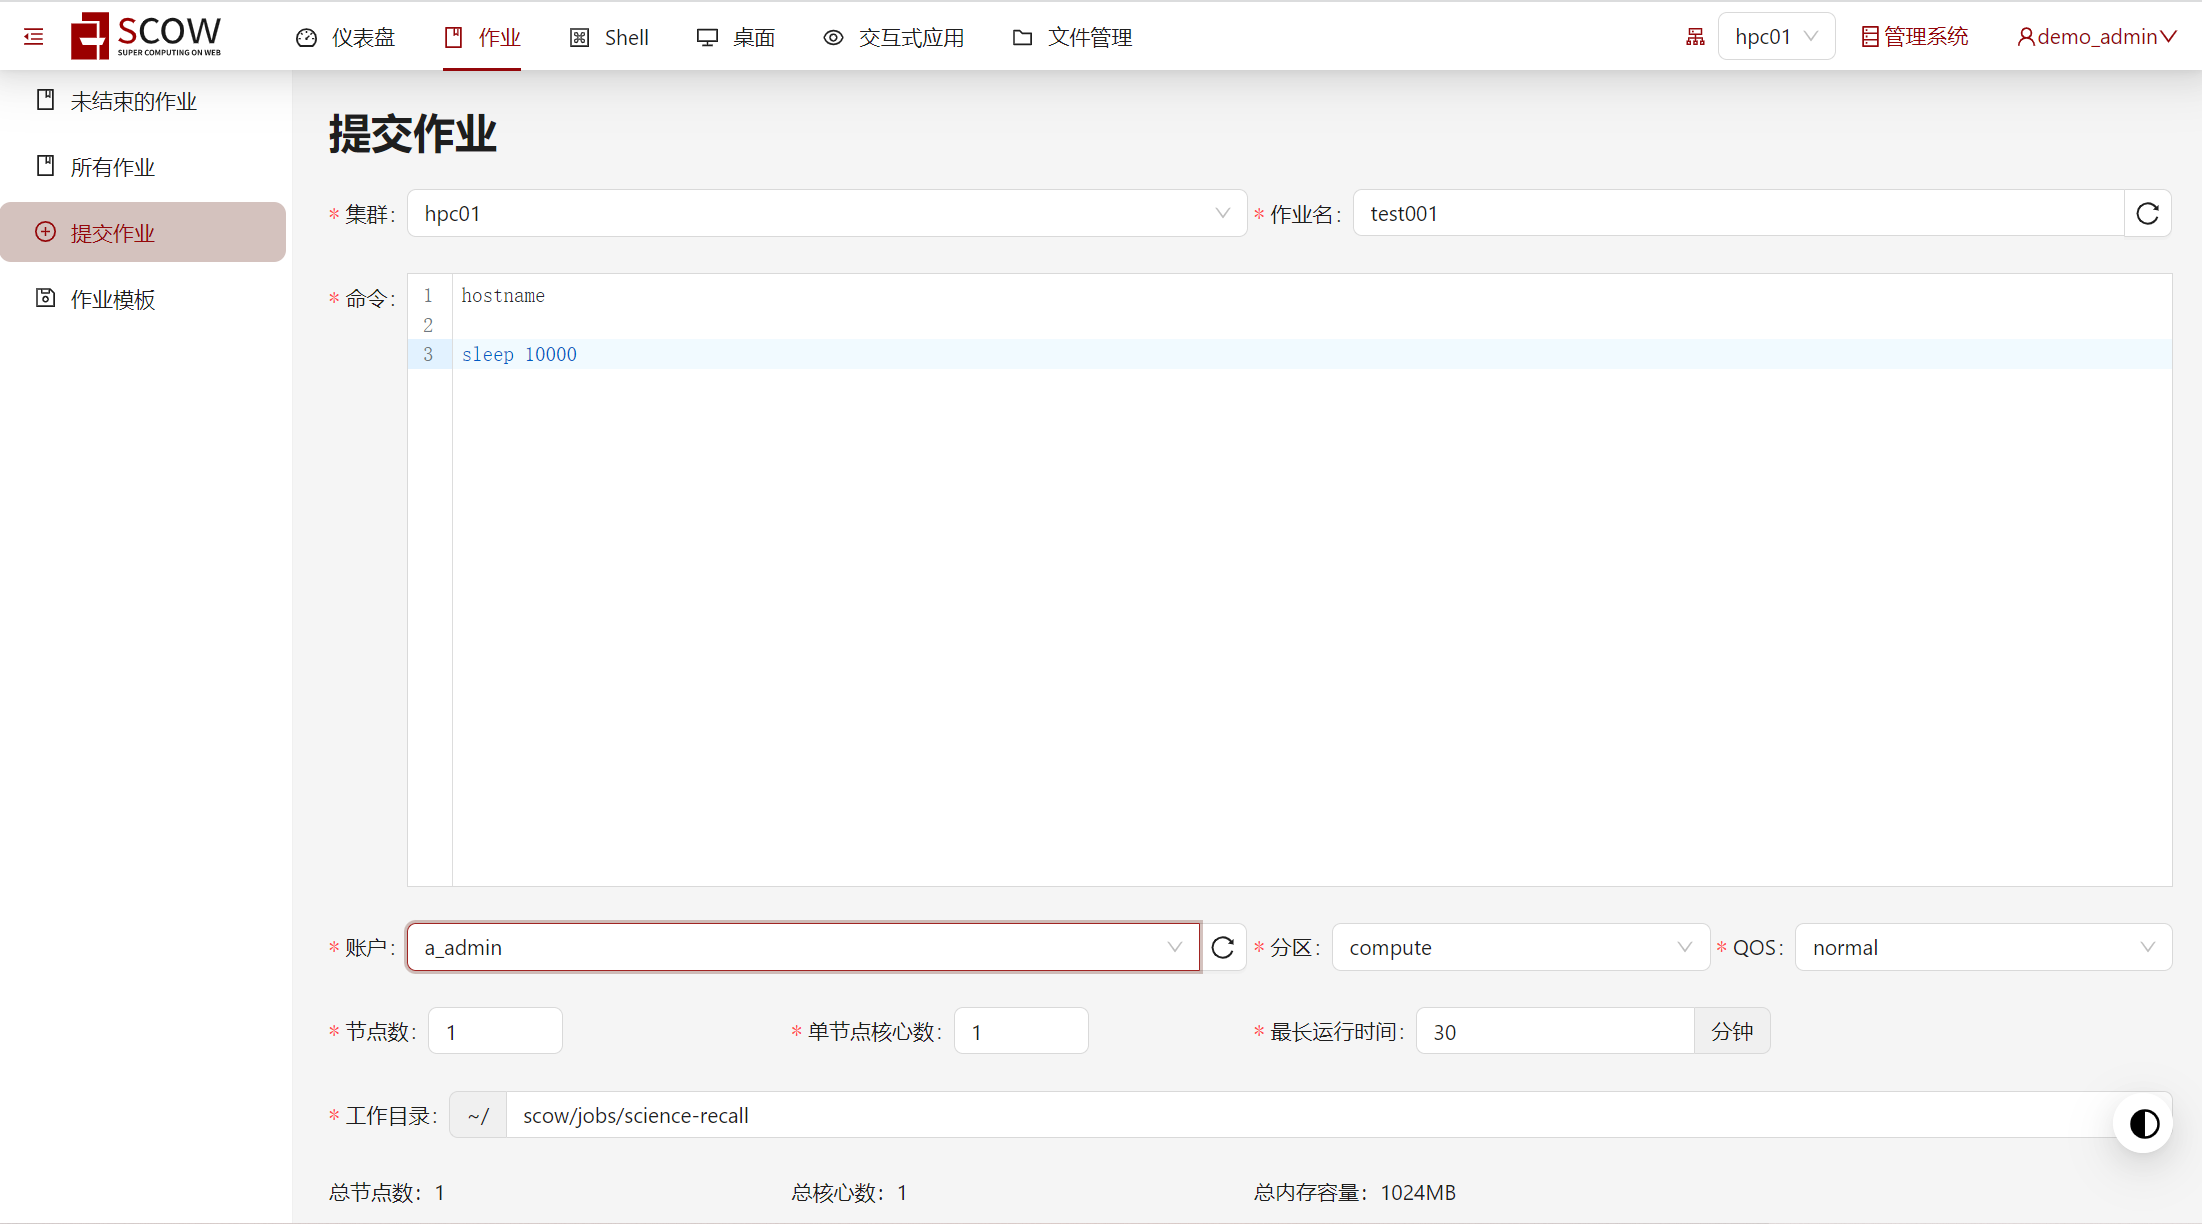 SCOW
SUPER COMPUTING ON WEB
仪表盘 作业 Shell 桌面 交互式应用 文件管理 hpc01 管理系统 demo_admin
未结束的作业
所有作业
提交作业
作业模板
提交作业
* 集群: hpc01 * 作业名: test001
* 命令:
1 hostname
2
3 sleep 10000
* 账户: a_admin * 分区: compute * QOS: normal
* 节点数: 1 * 单节点核心数: 1 * 最长运行时间: 30 分钟
* 工作目录: ~/ scow/jobs/science-recall
总节点数: 1 总核心数: 1 总内存容量: 1024MB